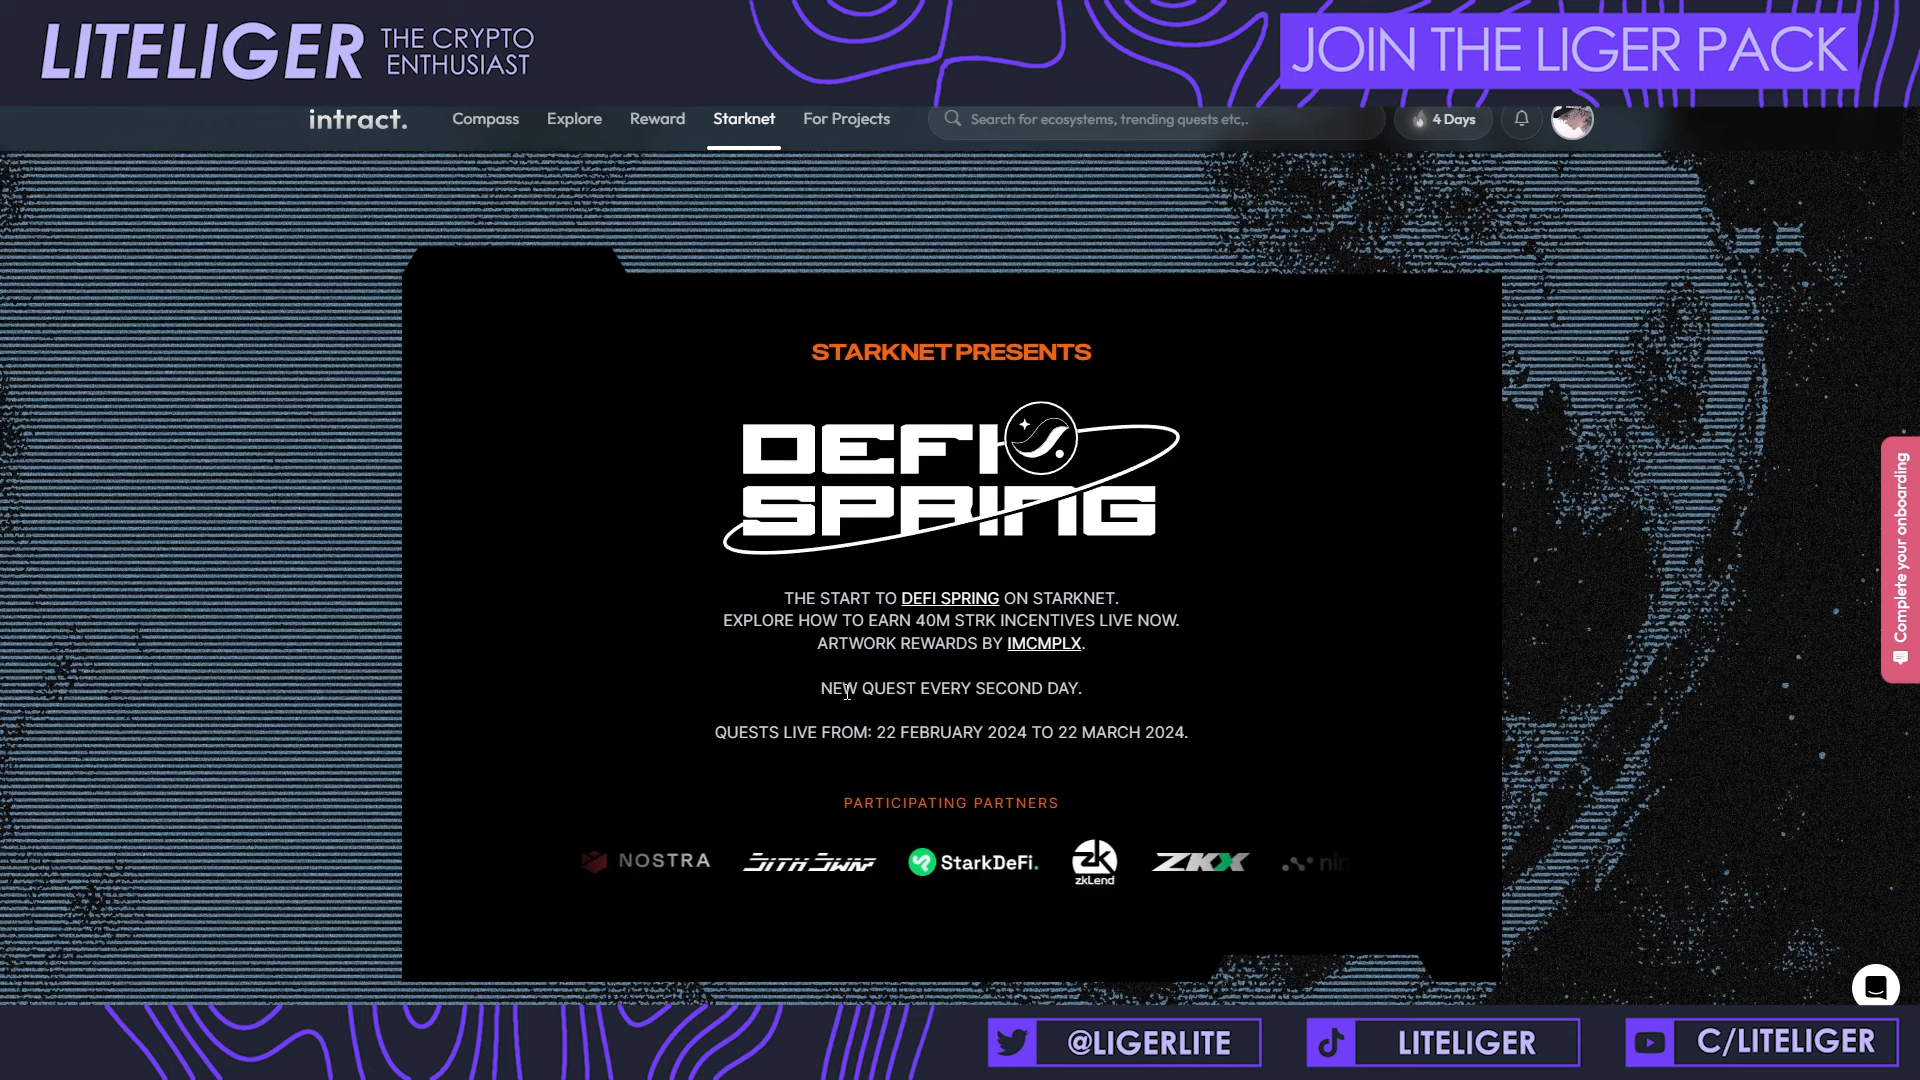 LITELIGER THE CRYPTO ENTHUSIAST
JOIN THE LIGER PACK
intract. Compass Explore Reward Starknet For Projects Search for ecosystems, trending quests etc,. 4 Days
STARKNET PRESENTS
DEFI
SPRING
THE START TO DEFI SPRING ON STARKNET.
EXPLORE HOW TO EARN 40M STRK INCENTIVES LIVE NOW.
ARTWORK REWARDS BY IMCMPLX.
NEW QUEST EVERY SECOND DAY.
QUESTS LIVE FROM: 22 FEBRUARY 2024 TO 22 MARCH 2024.
PARTICIPATING PARTNERS
NOSTRA SITHSWAP StarkDeFi. zk zkLend ZKX nin
Complete your onboarding
@LIGERLITE LITELIGER C/LITELIGER